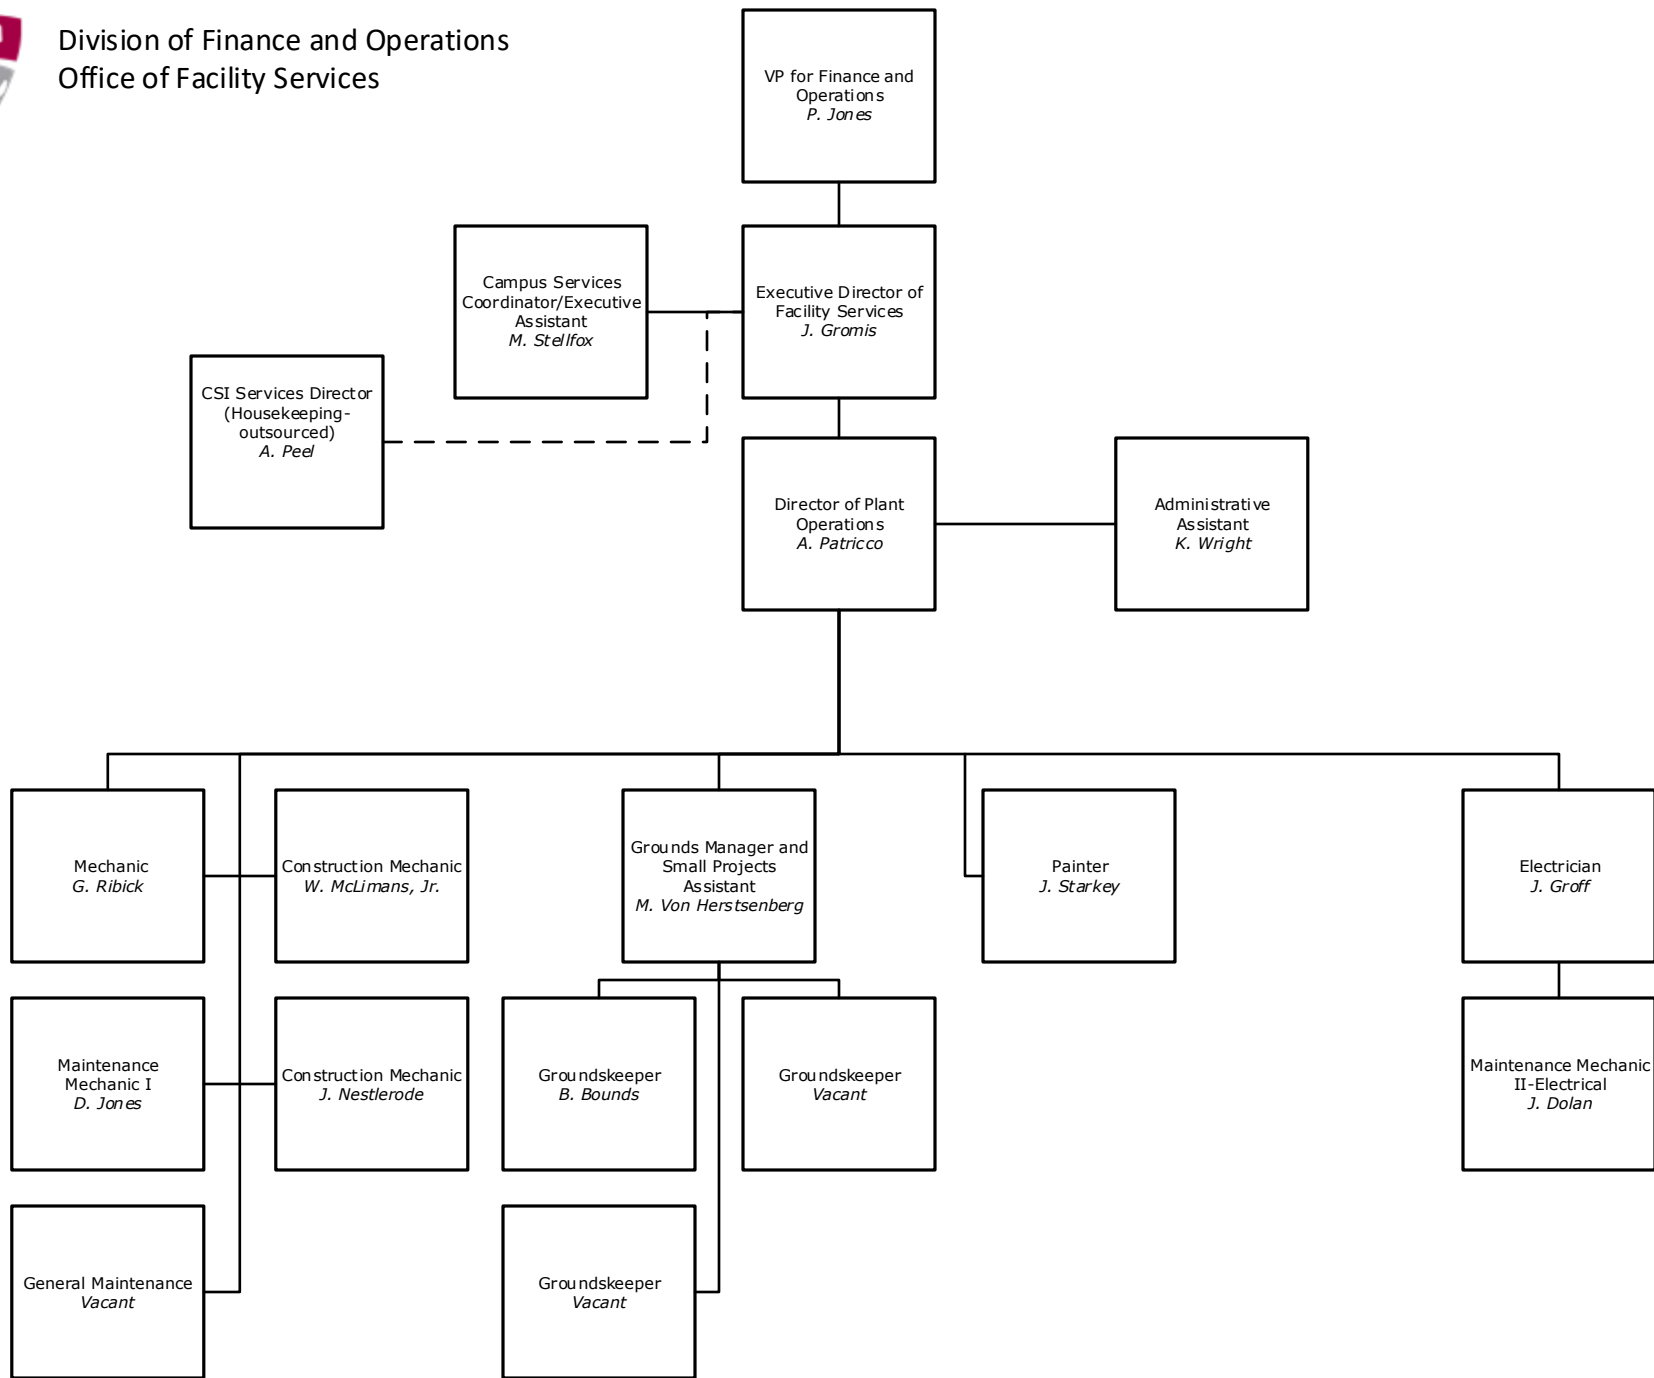 Division of Finance and Operations
Office of Facility Services
VP for Finance and
Operations
P. Jones
Campus Services
Coordinator/Executive
Assistant
M. Stellfox
Executive Director of
Facility Services
J. Gromis
CSI Services Director
(Housekeeping-
outsourced)
A. Peel
Director of Plant
Operations
A. Patricco
Administrative
Assistant
K. Wright
Mechanic
G. Ribick
Construction Mechanic
W. McLimans, Jr.
Grounds Manager and
Small Projects
Assistant
M. Von Herstsenberg
Painter
J. Starkey
Electrician
J. Groff
Maintenance
Mechanic I
D. Jones
Construction Mechanic
J. Nestlerode
Groundskeeper
B. Bounds
Groundskeeper
Vacant
Maintenance Mechanic
II-Electrical
J. Dolan
General Maintenance
Vacant
Groundskeeper
Vacant